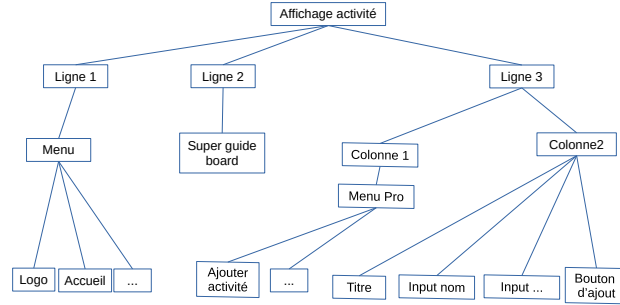 Affichage activité
Ligne 1
Ligne 2
Ligne 3
Menu
Super guide
board
Colonne 1
Colonne2
Menu Pro
Logo
Accueil
...
Ajouter
activité
...
Titre
Input nom
Input ...
Bouton
d'ajout